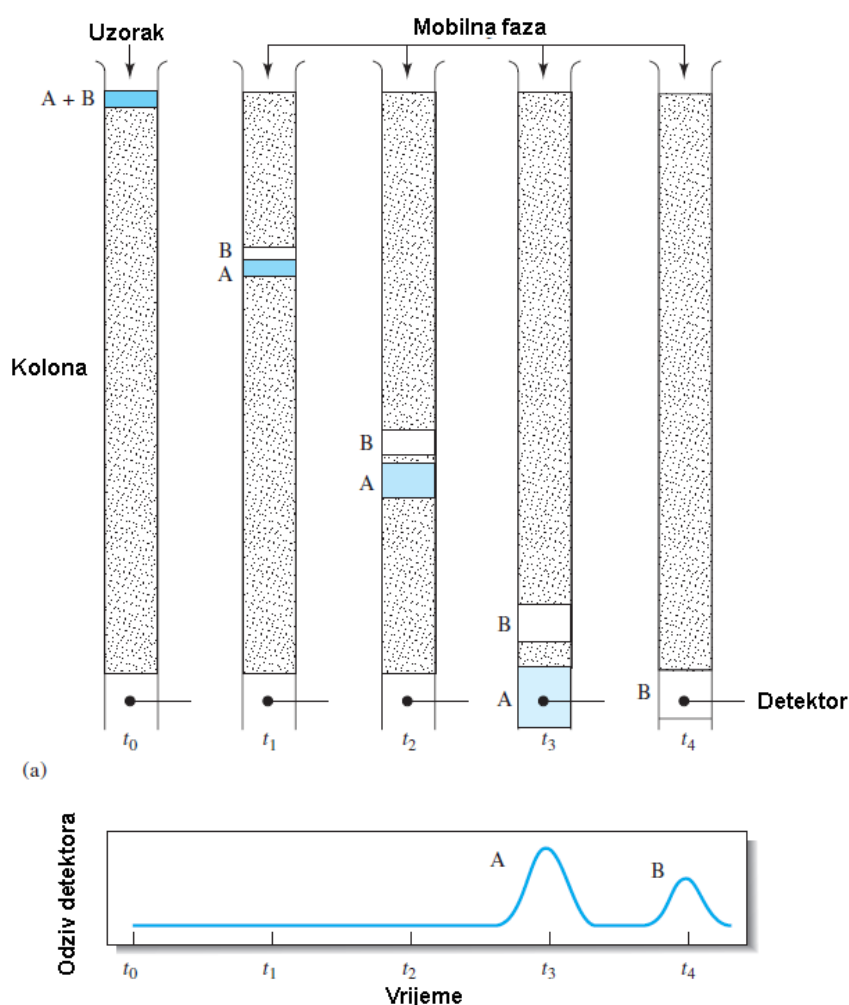 Uzorak
Mobilna faza
A + B
B
A
Kolona
B
A
B
A
B
Detektor
t0 t1 t2 t3 t4
(a)
Odziv detektora
A
B
t0 t1 t2 t3 t4
Vrijeme